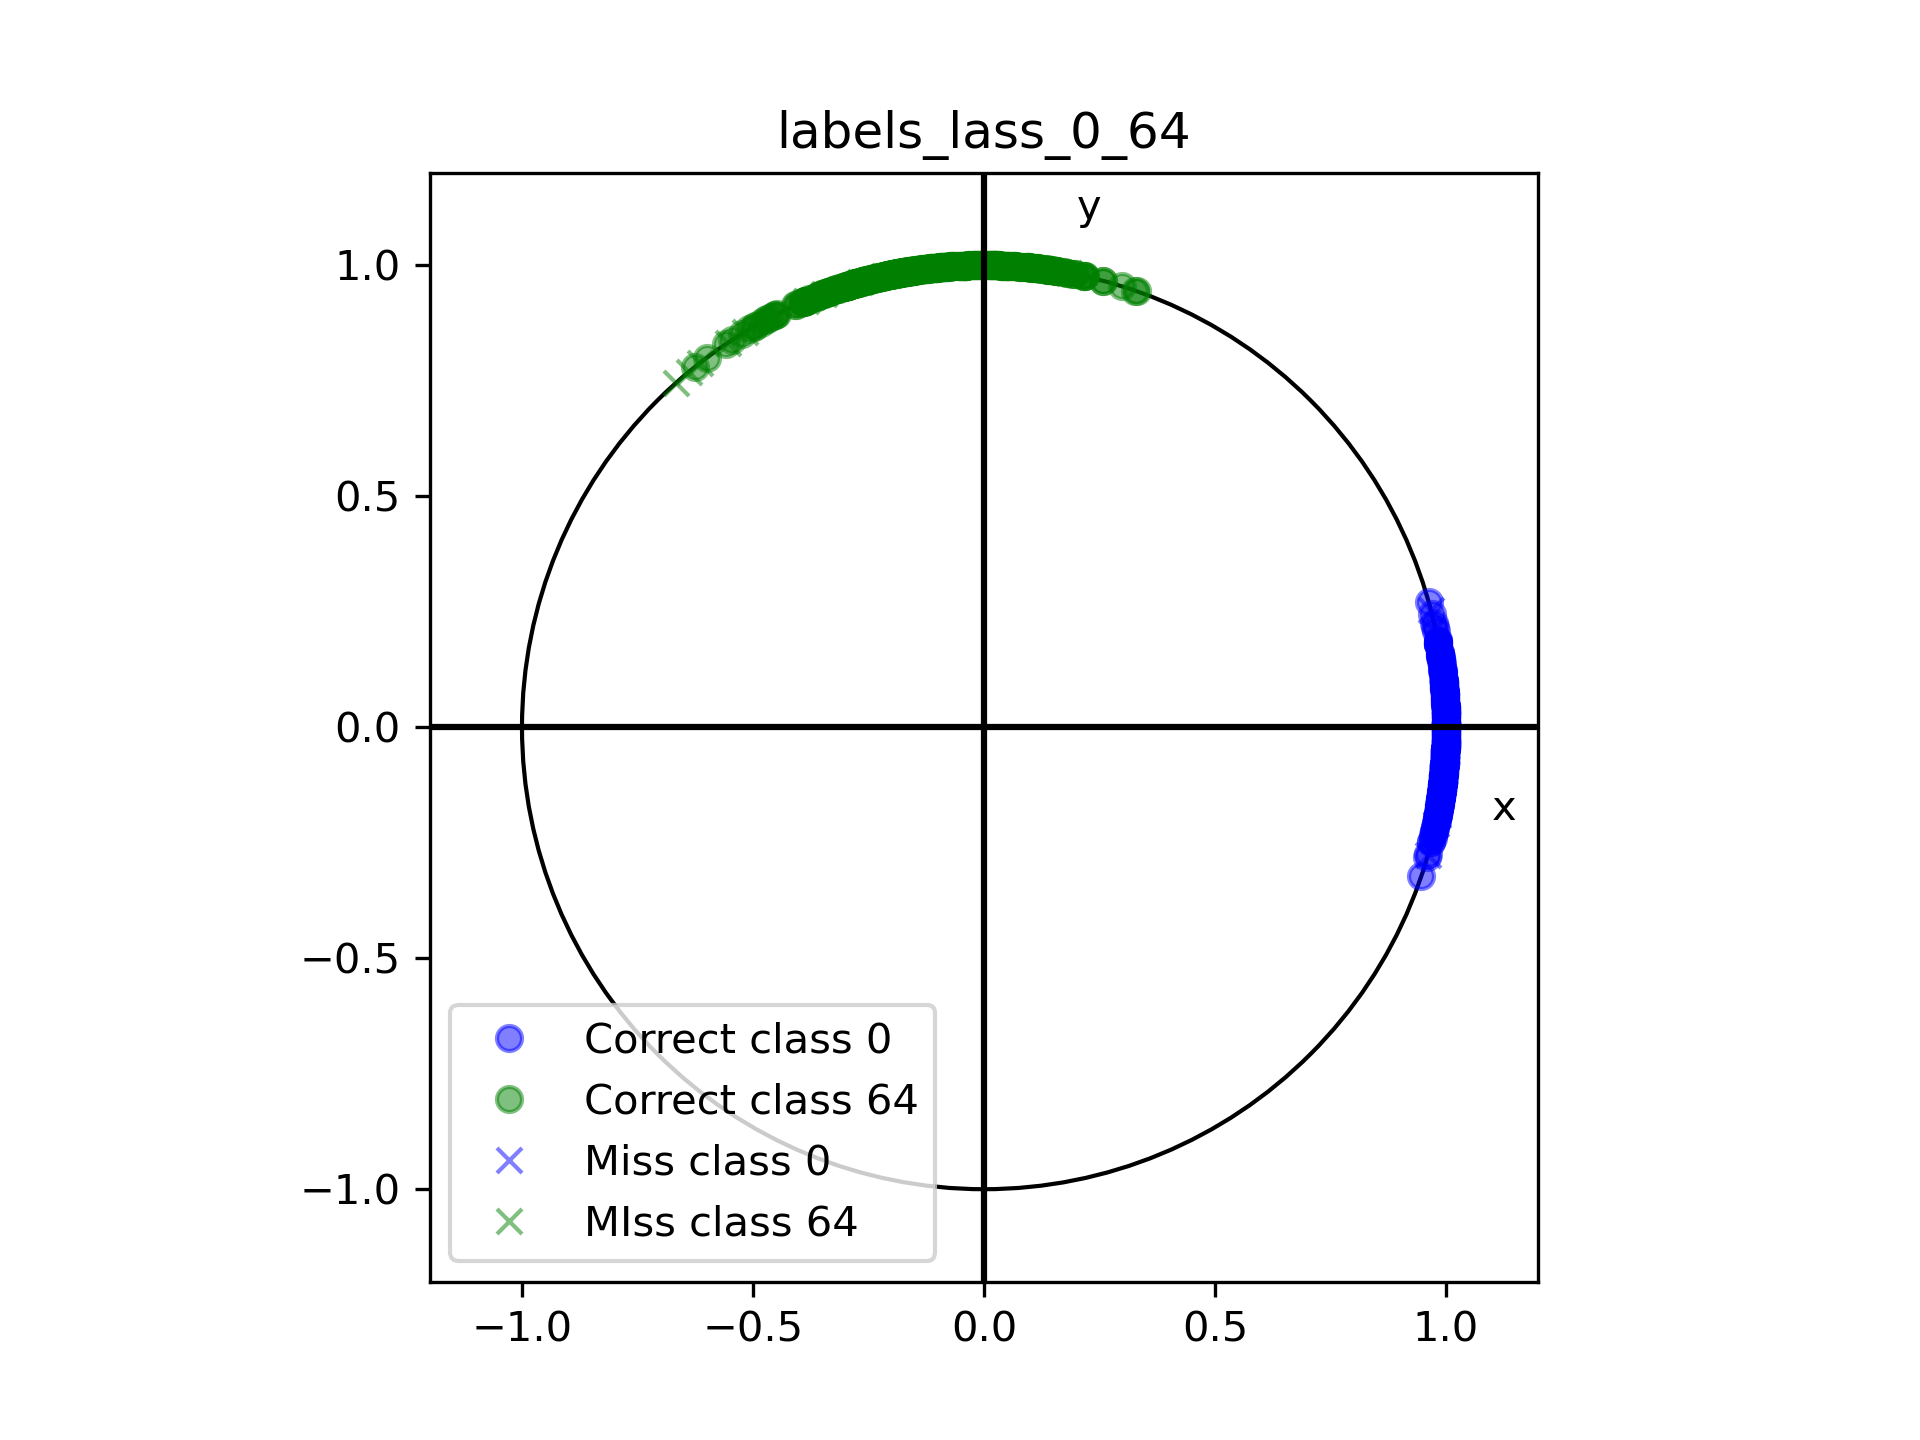 labels_lass_0_64
y
1.0
0.5
0.0
x
−0.5
−1.0
Correct class 0
Correct class 64
Miss class 0
MIss class 64
−1.0 −0.5 0.0 0.5 1.0